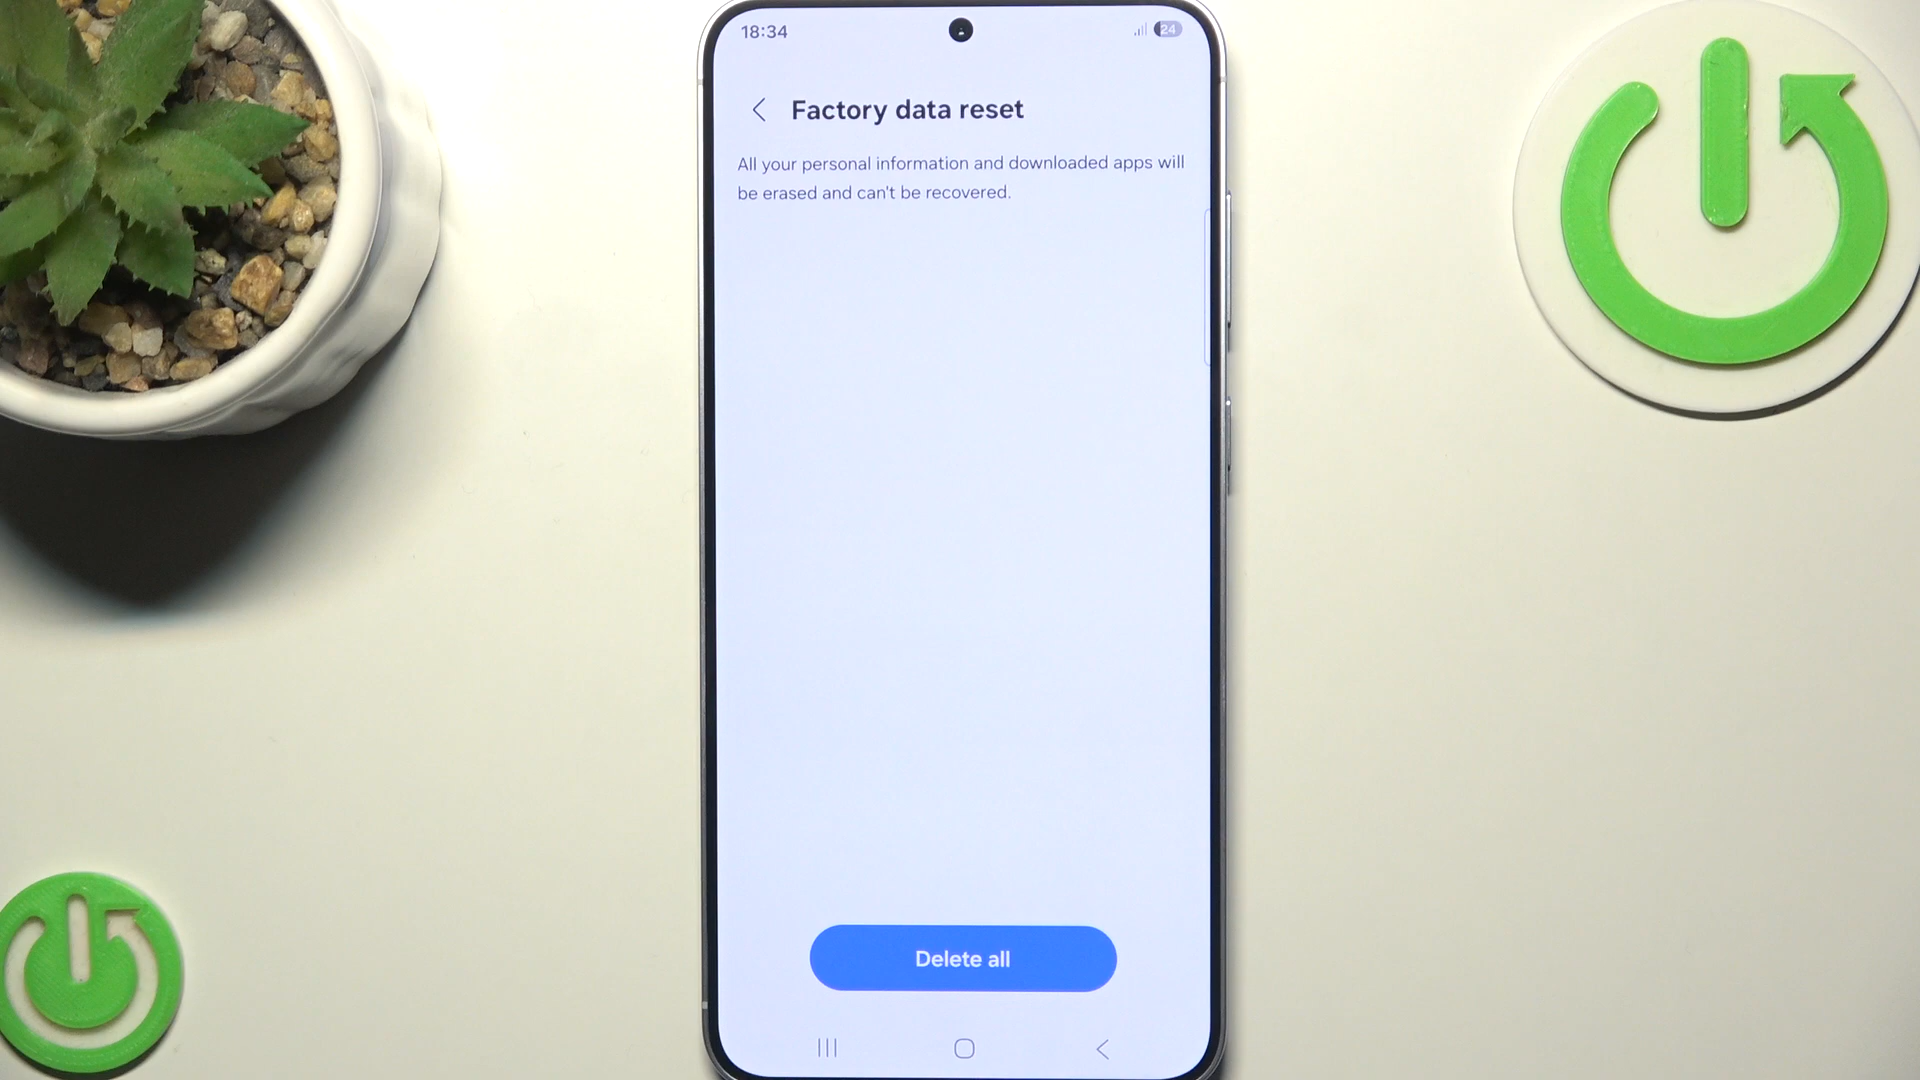 18:34
24
Factory data reset
All your personal information and downloaded apps will
be erased and can't be recovered.
Delete all